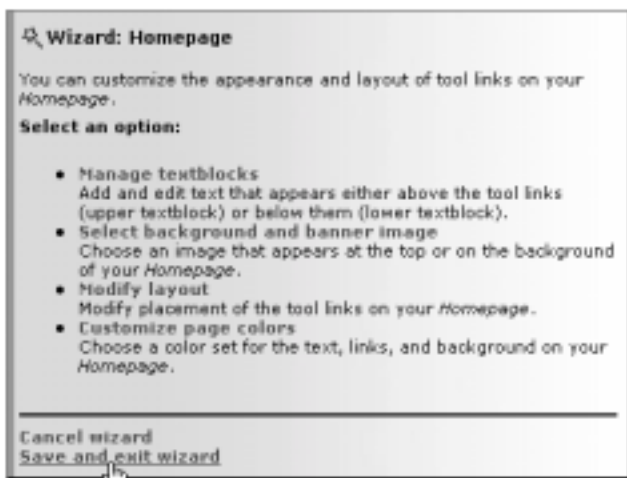 Wizard: Homepage
You can customize the appearance and layout of tool links on your
Homepage.
Select an option:
• Manage textblocks
Add and edit text that appears either above the tool links
(upper textblock) or below them (lower textblock).
• Select background and banner image
Choose an image that appears at the top or on the background
of your Homepage.
• Modify layout
Modify placement of the tool links on your Homepage.
• Customize page colors
Choose a color set for the text, links, and background on your
Homepage.
Cancel wizard
Save and exit wizard